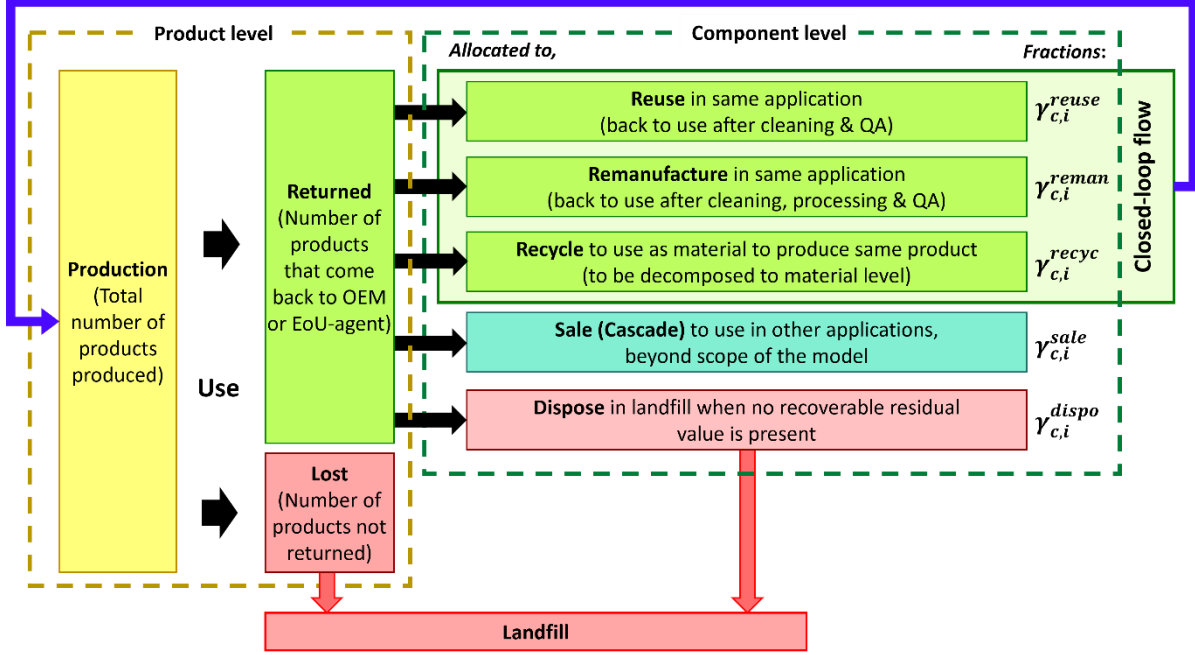 Product level
Production
(Total
number of
products
produced)
Use
Returned
(Number of
products
that come
back to OEM
or EoU-agent)
Lost
(Number of
products not
returned)
Component level
Allocated to,
Fractions:
Reuse in same application
(back to use after cleaning & QA)
γ_{c,i}^{reuse}
Remanufacture in same application
(back to use after cleaning, processing & QA)
γ_{c,i}^{reman}
Recycle to use as material to produce same product
(to be decomposed to material level)
γ_{c,i}^{recyc}
Closed-loop flow
Sale (Cascade) to use in other applications,
beyond scope of the model
γ_{c,i}^{sale}
Dispose in landfill when no recoverable residual
value is present
γ_{c,i}^{dispo}
Landfill